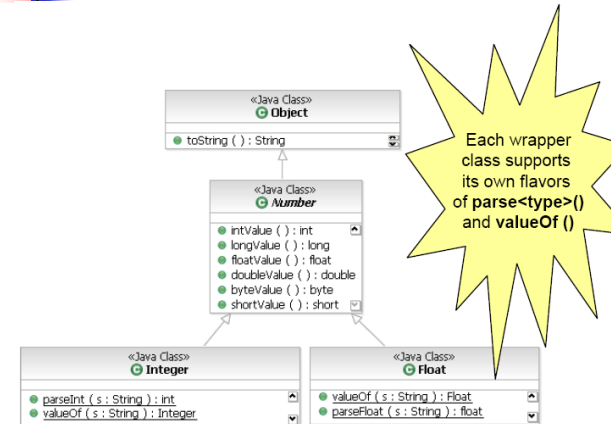 «Java Class»
Object
toString ( ) : String
Each wrapper
class supports
its own flavors
of parse<type>()
and valueOf ()
«Java Class»
Number
intValue ( ) : int
longValue ( ) : long
floatValue ( ) : float
doubleValue ( ) : double
byteValue ( ) : byte
shortValue ( ) : short
«Java Class»
Integer
parseInt ( s : String ) : int
valueOf ( s : String ) : Integer
«Java Class»
Float
valueOf ( s : String ) : Float
parseFloat ( s : String ) : float